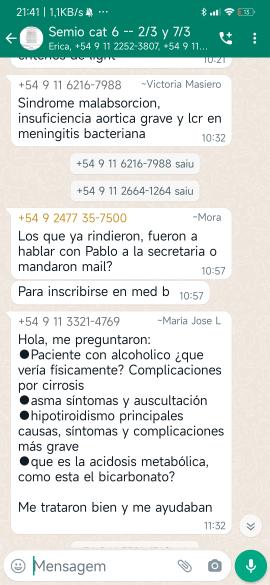 21:41 | 1,1KB/s
Semio cat 6 -- 2/3 y 7/3
Erica, +54 9 11 2252-3807, +54 9 11...
criterios de light
10:21
+54 9 11 6216-7988 ~Victoria Masiero
Sindrome malabsorcion,
insuficiencia aortica grave y lcr en
meningitis bacteriana
10:32
+54 9 11 6216-7988 saiu
+54 9 11 2664-1264 saiu
+54 9 2477 35-7500 ~Mora
Los que ya rindieron, fueron a
hablar con Pablo a la secretaria o
mandaron mail?
10:57
Para inscribirse en med b 10:57
+54 9 11 3321-4769 ~Maria Jose L
Hola, me preguntaron:
●Paciente con alcoholico ¿que
vería físicamente? Complicaciones
por cirrosis
●asma síntomas y auscultación
●hipotiroidismo principales
causas, síntomas y complicaciones
más grave
●que es la acidosis metabólica,
como esta el bicarbonato?
Me trataron bien y me ayudaban
11:32
Mensagem